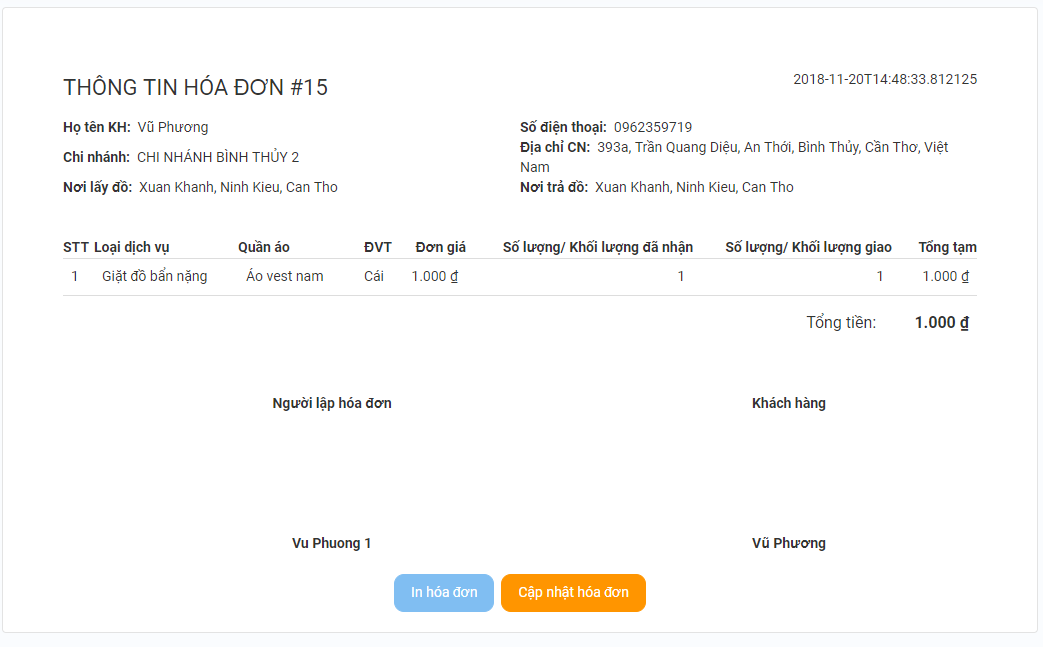 THÔNG TIN HÓA ĐƠN #15
2018-11-20T14:48:33.812125
Họ tên KH: Vũ Phương
Số điện thoại: 0962359719
Chi nhánh: CHI NHÁNH BÌNH THỦY 2
Địa chỉ CN: 393a, Trần Quang Diệu, An Thới, Bình Thủy, Cần Thơ, Việt
Nam
Nơi lấy đồ: Xuan Khanh, Ninh Kieu, Can Tho
Nơi trả đồ: Xuan Khanh, Ninh Kieu, Can Tho
STT Loại dịch vụ Quần áo ĐVT Đơn giá Số lượng/ Khối lượng đã nhận Số lượng/ Khối lượng giao Tổng tạm
1 Giặt đồ bẩn nặng Áo vest nam Cái 1.000 ₫ 1 1 1.000 ₫
Tổng tiền: 1.000 ₫
Người lập hóa đơn Khách hàng
Vu Phuong 1 Vũ Phương
In hóa đơn Cập nhật hóa đơn